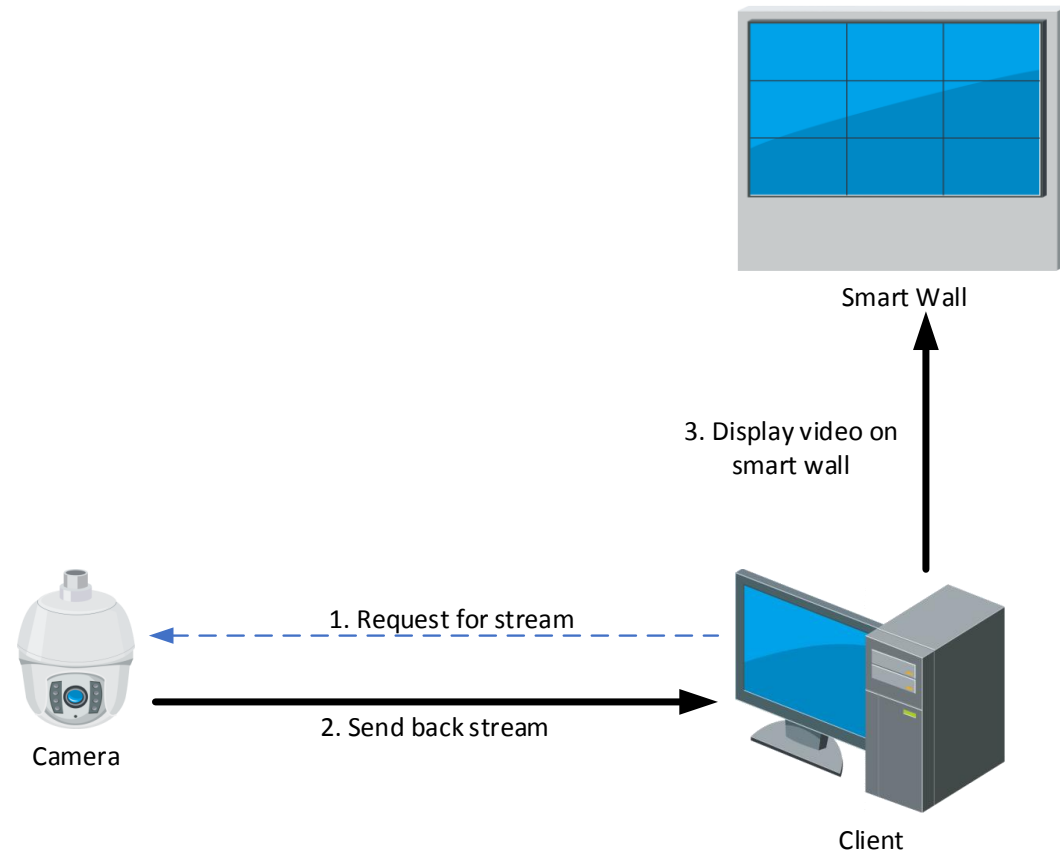 Smart Wall
3. Display video on
smart wall
1. Request for stream
2. Send back stream
Camera
Client